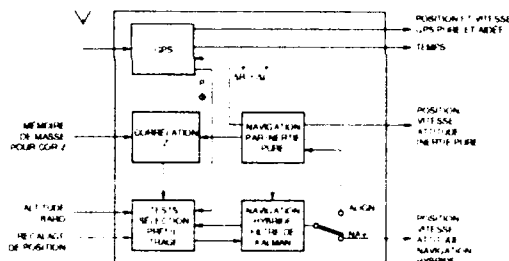 POSITION ET VITESSE
GPS PURE ET AIDÉE
GPS
TEMPS
P
MÉMOIRE
DE MASSE
POUR COR Z
CORRÉLATION
Z
NAVIGATION
PAR INERTIE
PURE
POSITION
VITESSE
ATTITUDE
INERTIE PURE
ALTITUDE
BARO
RECALAGE
DE POSITION
TESTS
SÉLECTION
NAVIGATION
HYBRIDE
FILTRE DE
KALMAN
ALIGN
NAV
POSITION
VITESSE
ATTITUDE
NAVIGATION
HYBRIDE